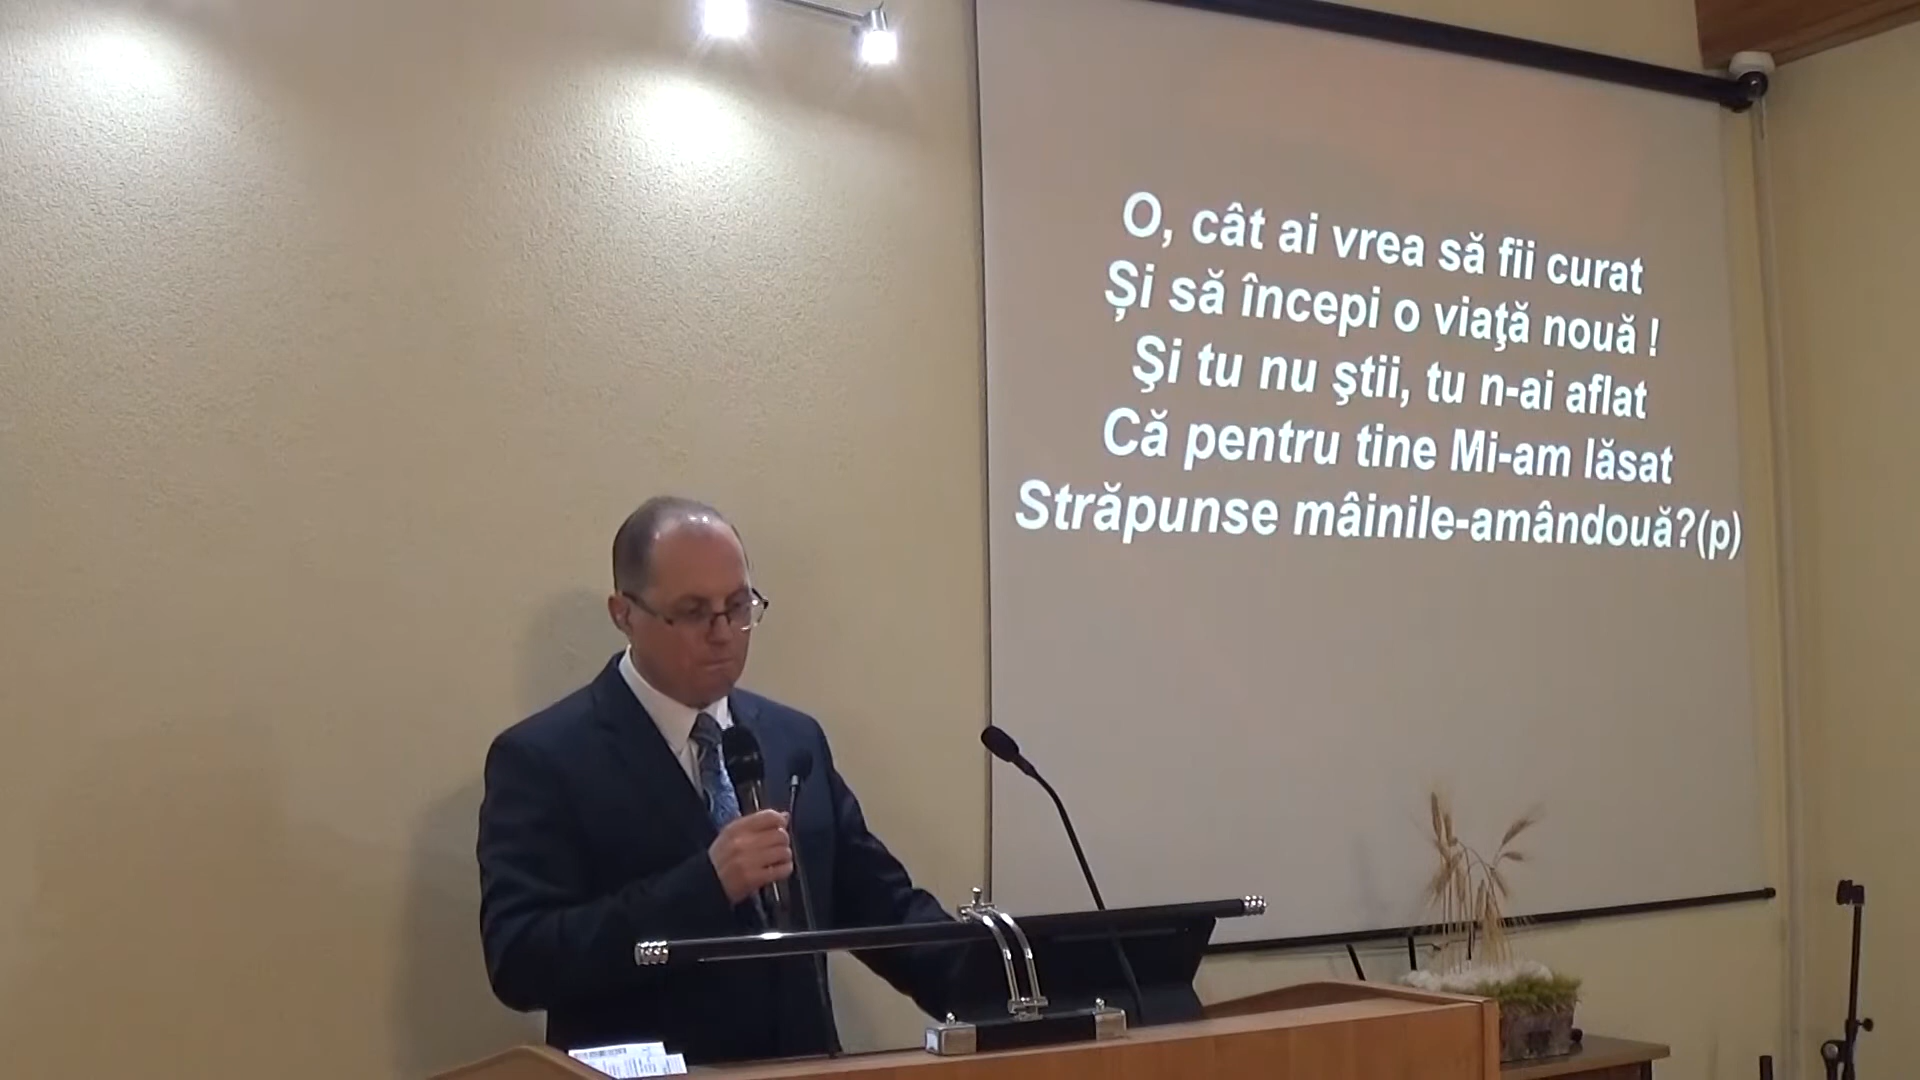 O, cât ai vrea să fii curat
Și să începi o viaţă nouă !
Şi tu nu ştii, tu n-ai aflat
Că pentru tine Mi-am lăsat
Străpunse mâinile-amândouă?(p)